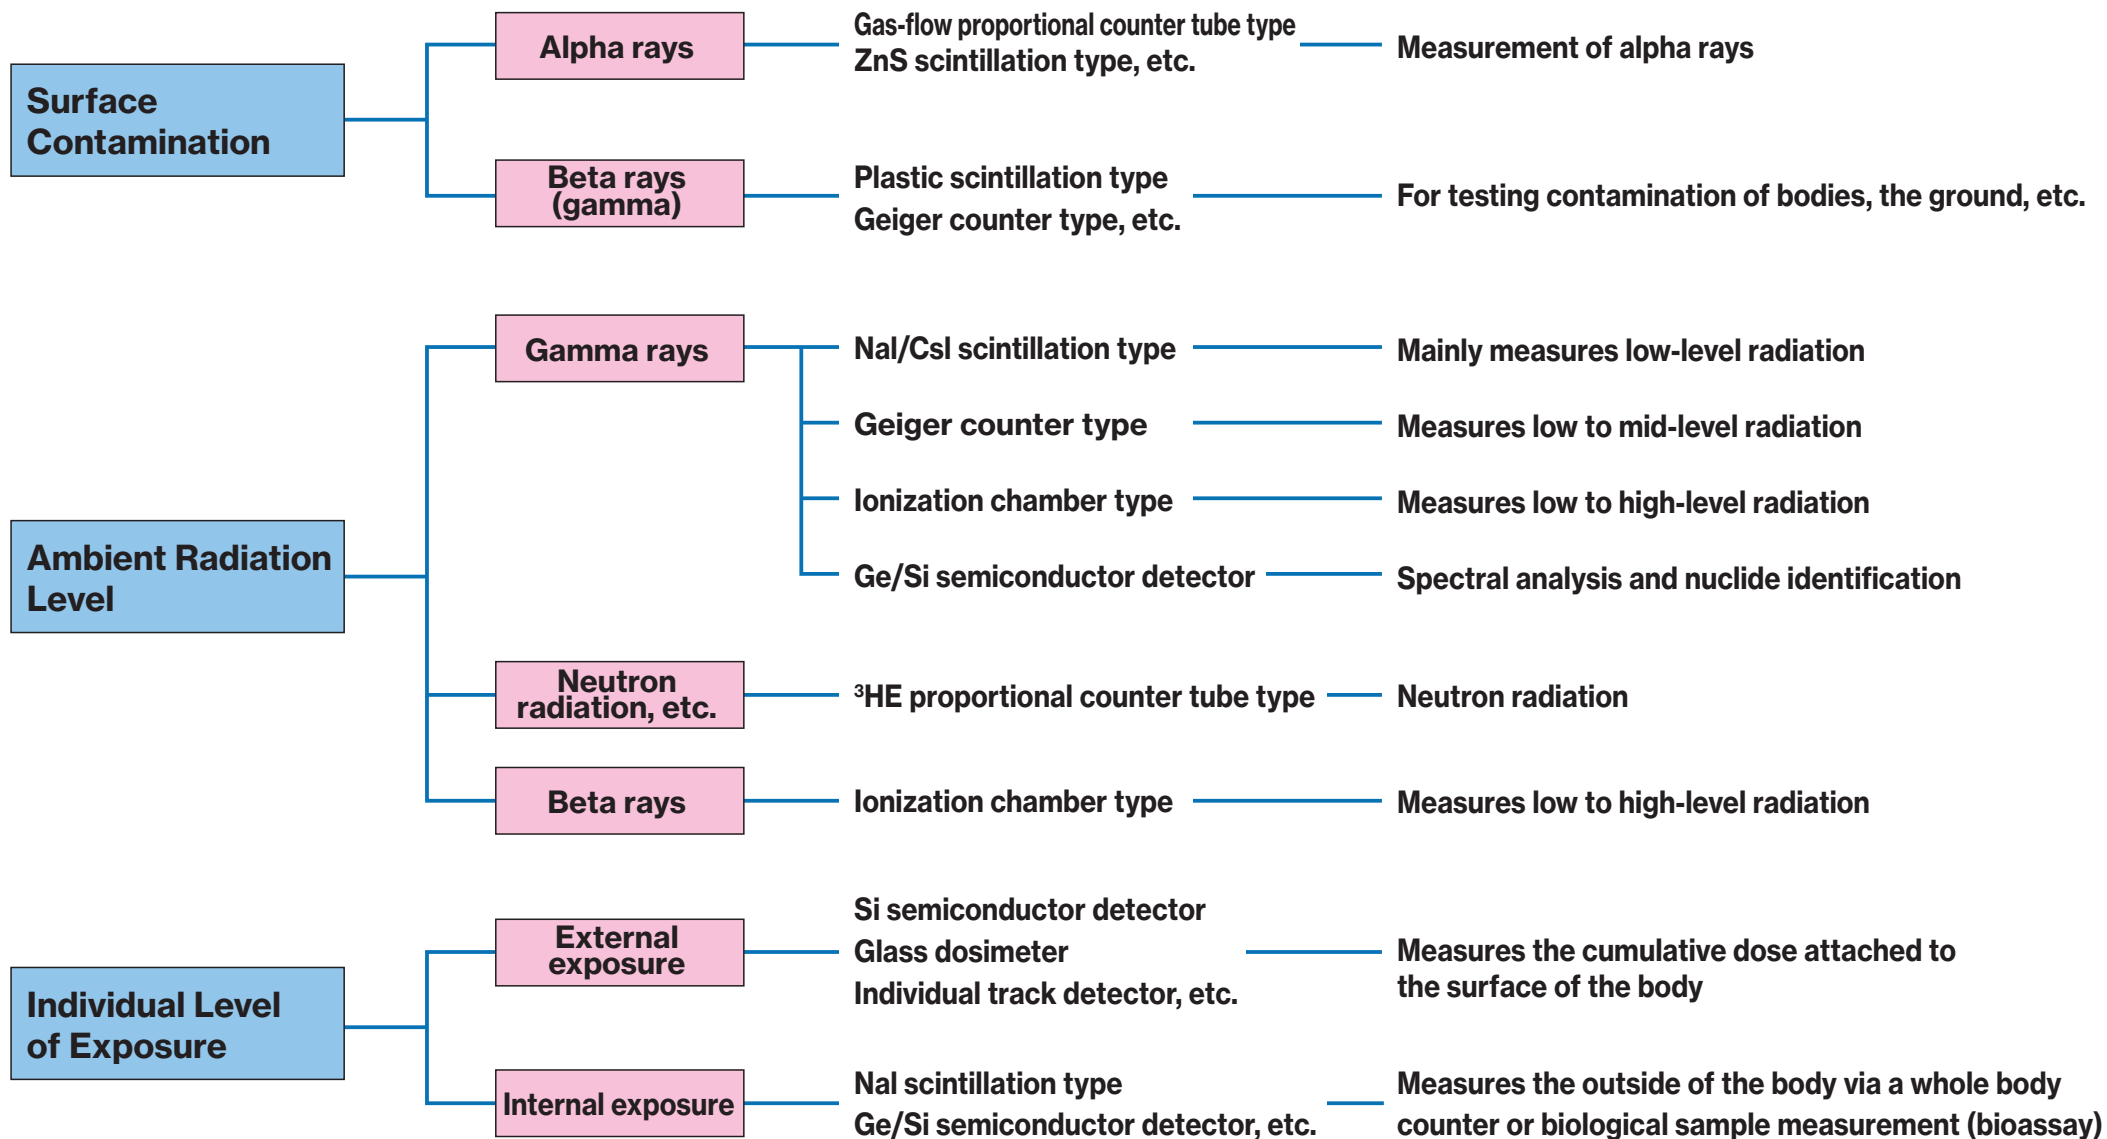 Surface
Contamination
Alpha rays
Gas-flow proportional counter tube type
ZnS scintillation type, etc.
Measurement of alpha rays
Beta rays
(gamma)
Plastic scintillation type
Geiger counter type, etc.
For testing contamination of bodies, the ground, etc.
Ambient Radiation
Level
Gamma rays
NaI/CsI scintillation type
Mainly measures low-level radiation
Geiger counter type
Measures low to mid-level radiation
Ionization chamber type
Measures low to high-level radiation
Ge/Si semiconductor detector
Spectral analysis and nuclide identification
Neutron
radiation, etc.
³HE proportional counter tube type
Neutron radiation
Beta rays
Ionization chamber type
Measures low to high-level radiation
Individual Level
of Exposure
External
exposure
Si semiconductor detector
Glass dosimeter
Individual track detector, etc.
Measures the cumulative dose attached to
the surface of the body
Internal exposure
NaI scintillation type
Ge/Si semiconductor detector, etc.
Measures the outside of the body via a whole body
counter or biological sample measurement (bioassay)